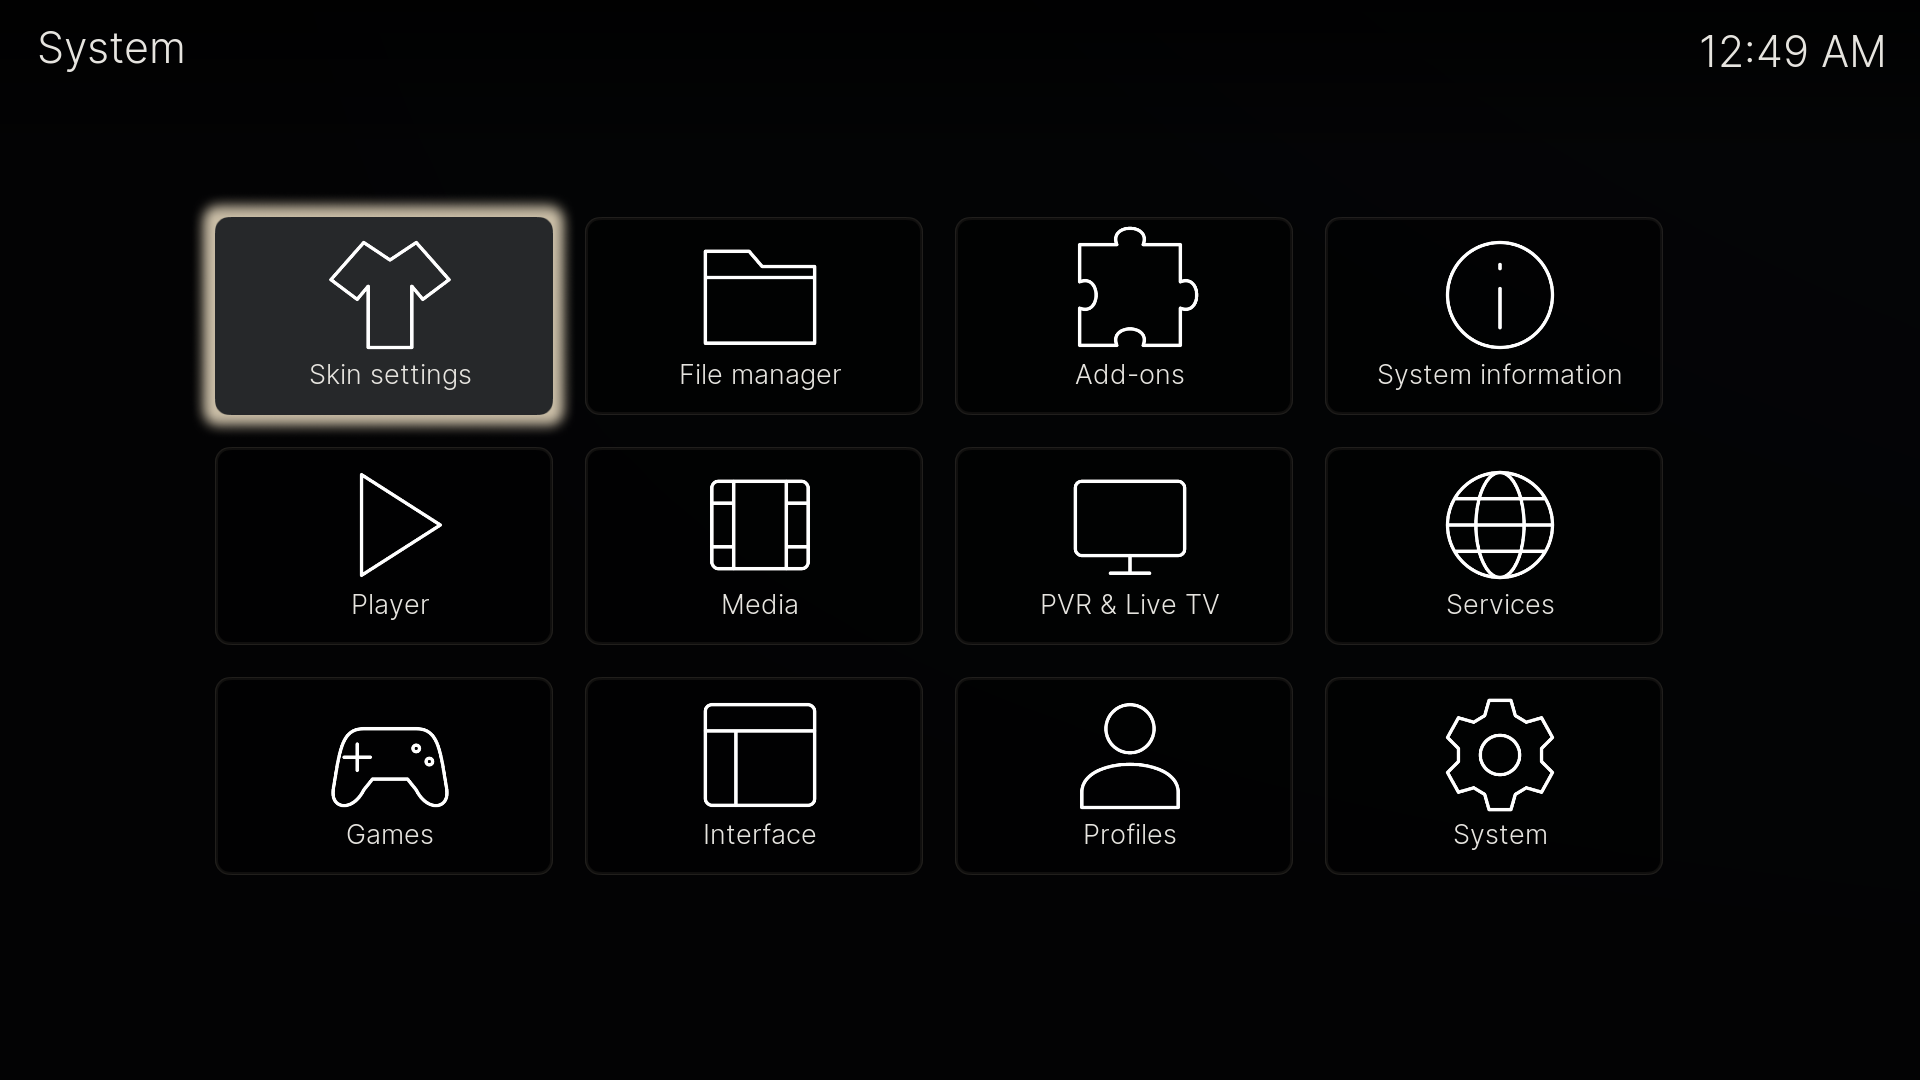 System
12:49 AM
Skin settings
File manager
Add-ons
System information
Player
Media
PVR & Live TV
Services
Games
Interface
Profiles
System